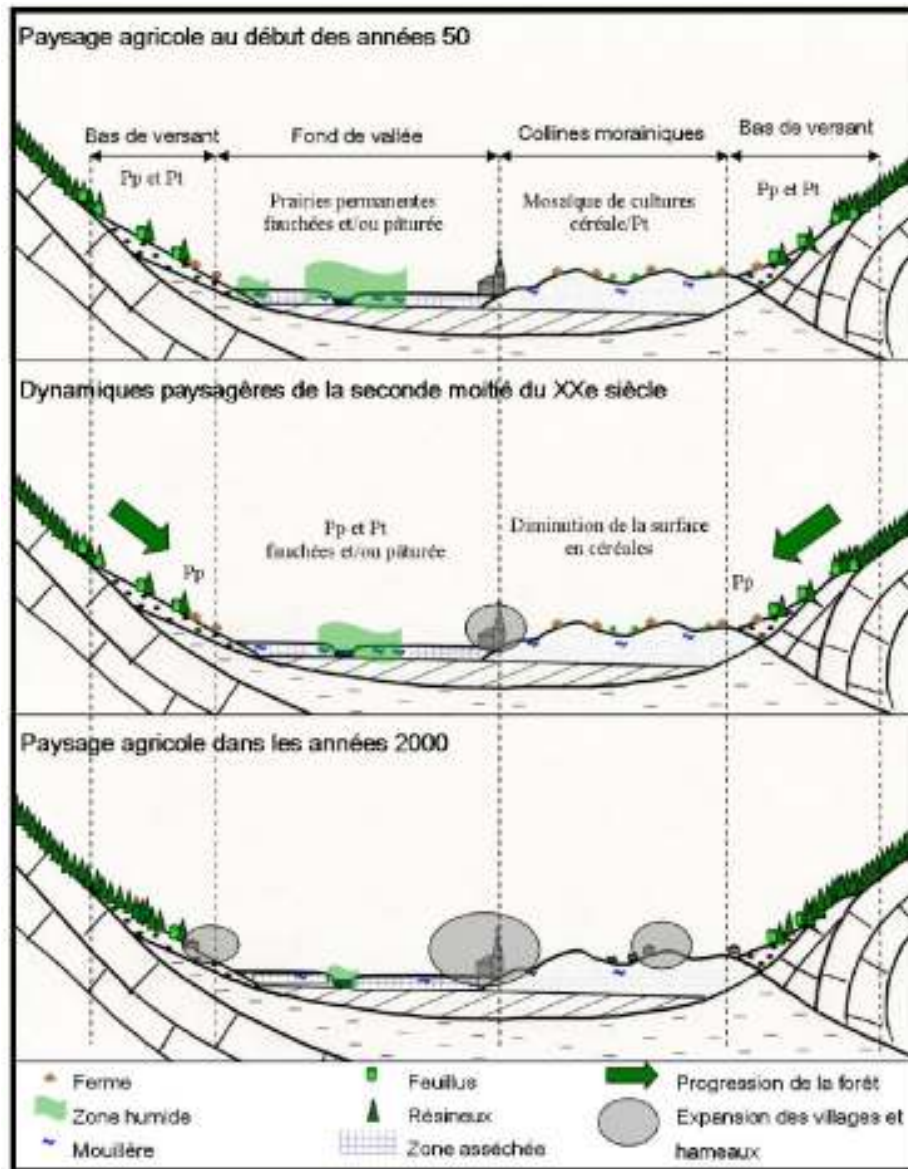 Paysage agricole au début des années 50
Bas de versant
Fond de vallée
Collines morainiques
Bas de versant
Pp et Pt
Prairies permanentes
fauchées et/ou pâturée
Mosaïque de cultures
céréale/Pt
Pp et Pt
Dynamiques paysagères de la seconde moitié du XXe siècle
Pp
Pp et Pt
fauchées et/ou pâturée
Diminution de la surface
en céréales
Pp
Paysage agricole dans les années 2000
Ferme
Feuillus
Progression de la forêt
Zone humide
Résineux
Expansion des villages et
hameaux
Mouillère
Zone asséchée